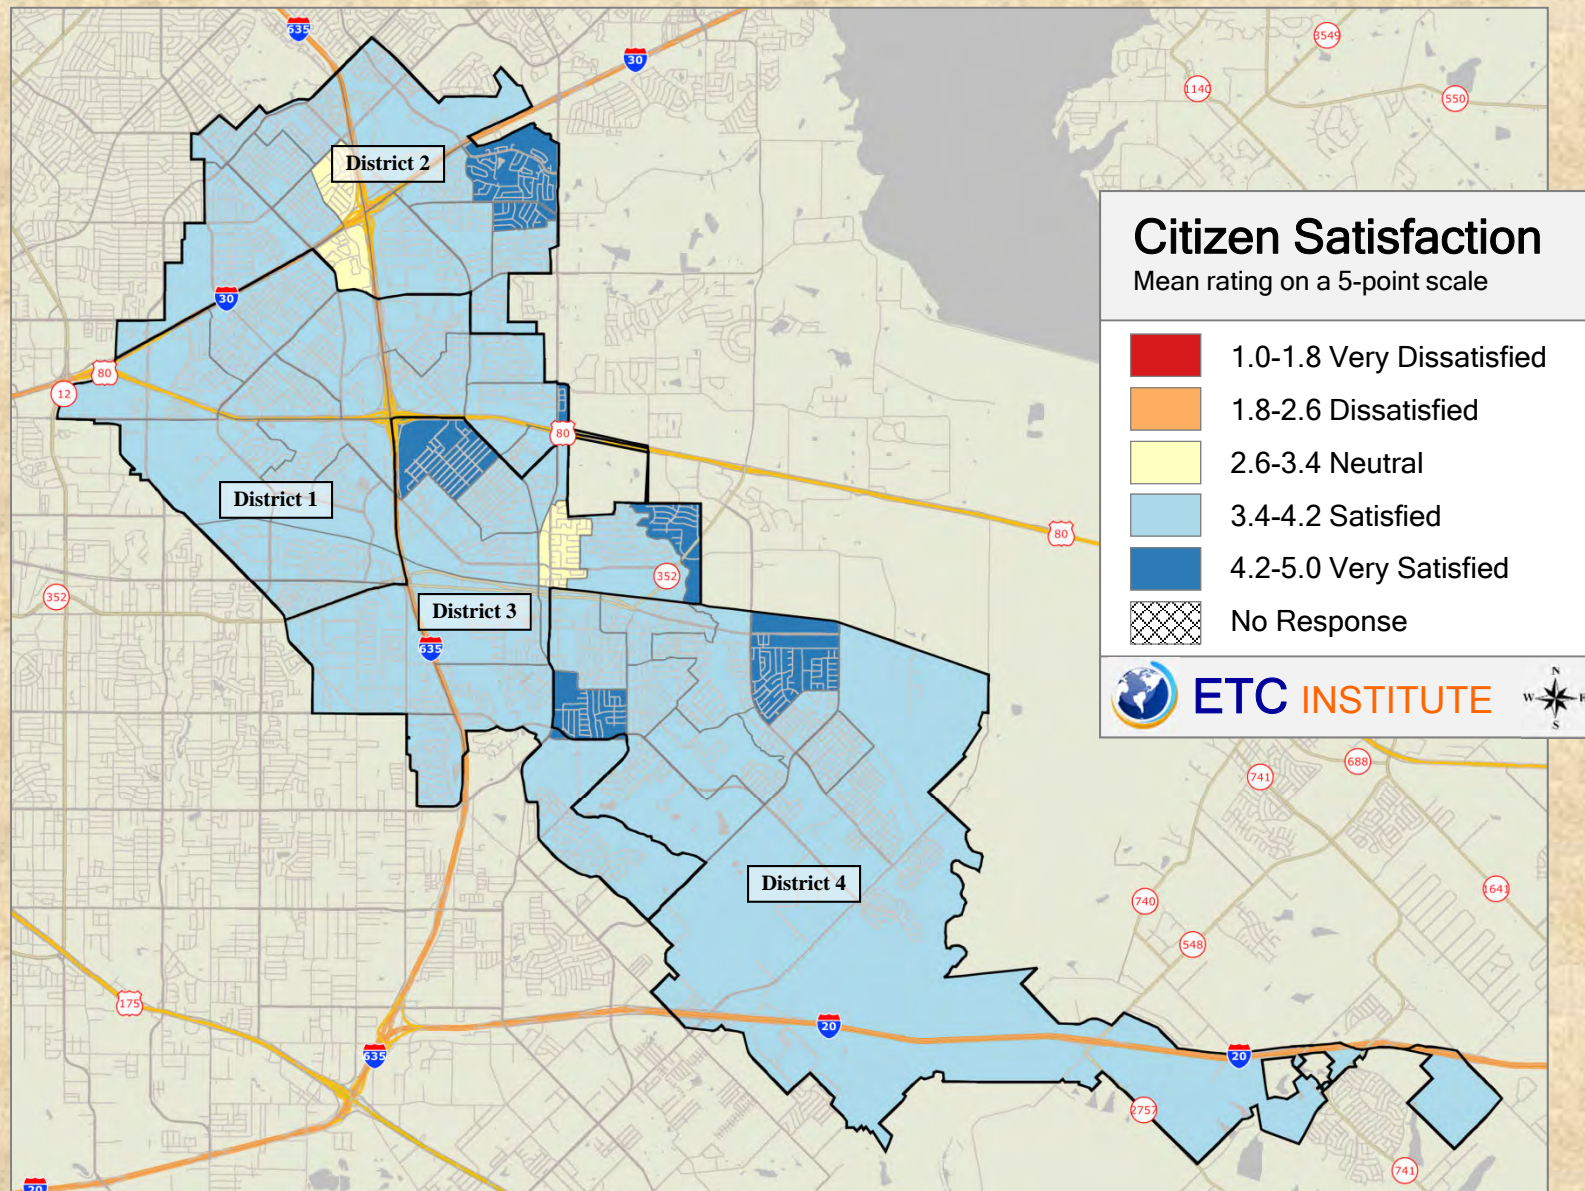 635
30
3549
1140
550
District 2
30
80
12
80
District 1
80
352
352
District 3
635
District 4
175
635
20
20
20
2757
741
740
548
1641
741
688
Citizen Satisfaction
Mean rating on a 5-point scale
1.0-1.8 Very Dissatisfied
1.8-2.6 Dissatisfied
2.6-3.4 Neutral
3.4-4.2 Satisfied
4.2-5.0 Very Satisfied
No Response
ETC INSTITUTE
N
W E
S